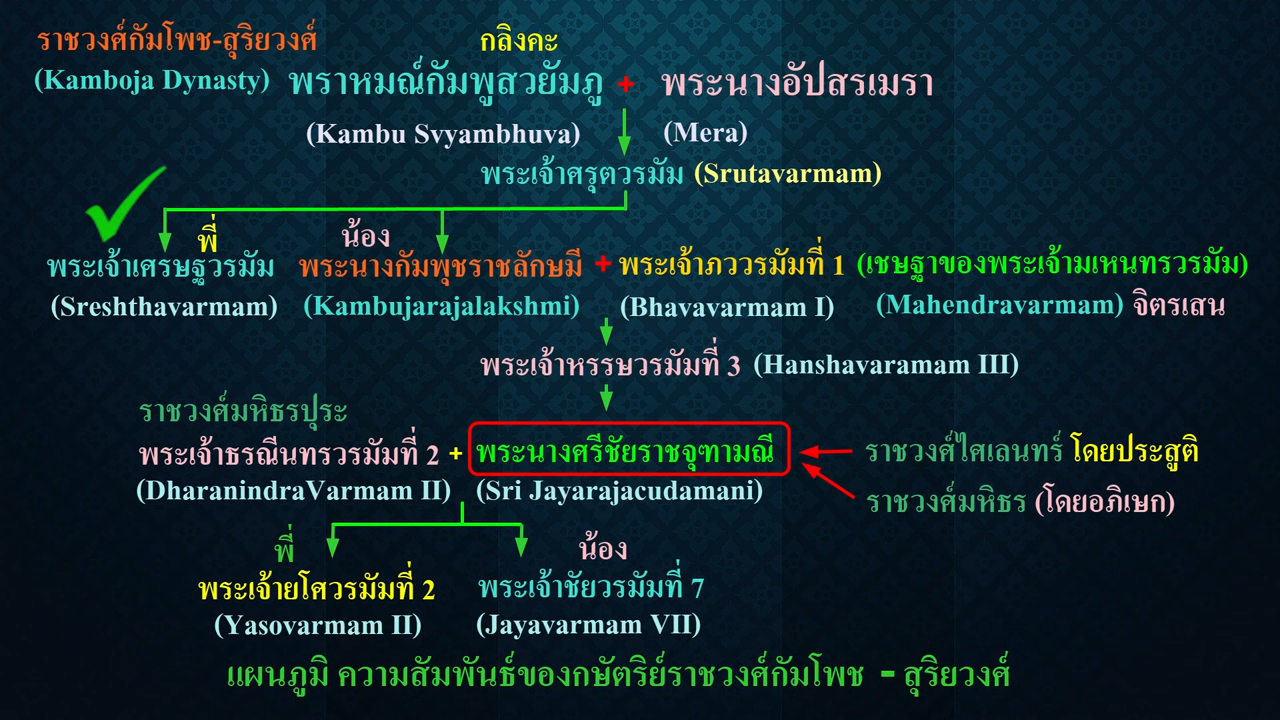 ราชวงศ์กัมโพช-สุริยวงศ์ กลิงคะ
(Kamboja Dynasty) พราหมณ์กัมพูสวยัมภู + พระนางอัปสรเมรา
(Kambu Svyambhuva) (Mera)
พระเจ้าศรุตวรมัม (Srutavarmam)
พี่ น้อง
พระเจ้าเศรษฐวรมัม พระนางกัมพุชราชลักษมี + พระเจ้าภววรมัมที่ 1 (เชษฐาของพระเจ้ามเหนทรวรมัม)
(Sreshthavarmam) (Kambujarajalakshmi) (Bhavavarmam I) (Mahendravarmam) จิตรเสน
พระเจ้าหรรษวรมัมที่ 3 (Hanshavaramam III)
ราชวงศ์มหิธรปุระ
พระเจ้าธรณีนทรวรมัมที่ 2 + พระนางศรีชัยราชจุฑามณี ราชวงศ์ไศเลนทร์ โดยประสูติ
(DharanindraVarmam II) (Sri Jayarajacudamani) ราชวงศ์มหิธร (โดยอภิเษก)
พี่ น้อง
พระเจ้ายโศวรมัมที่ 2 พระเจ้าชัยวรมัมที่ 7
(Yasovarmam II) (Jayavarmam VII)
แผนภูมิ ความสัมพันธ์ของกษัตริย์ราชวงศ์กัมโพช - สุริยวงศ์